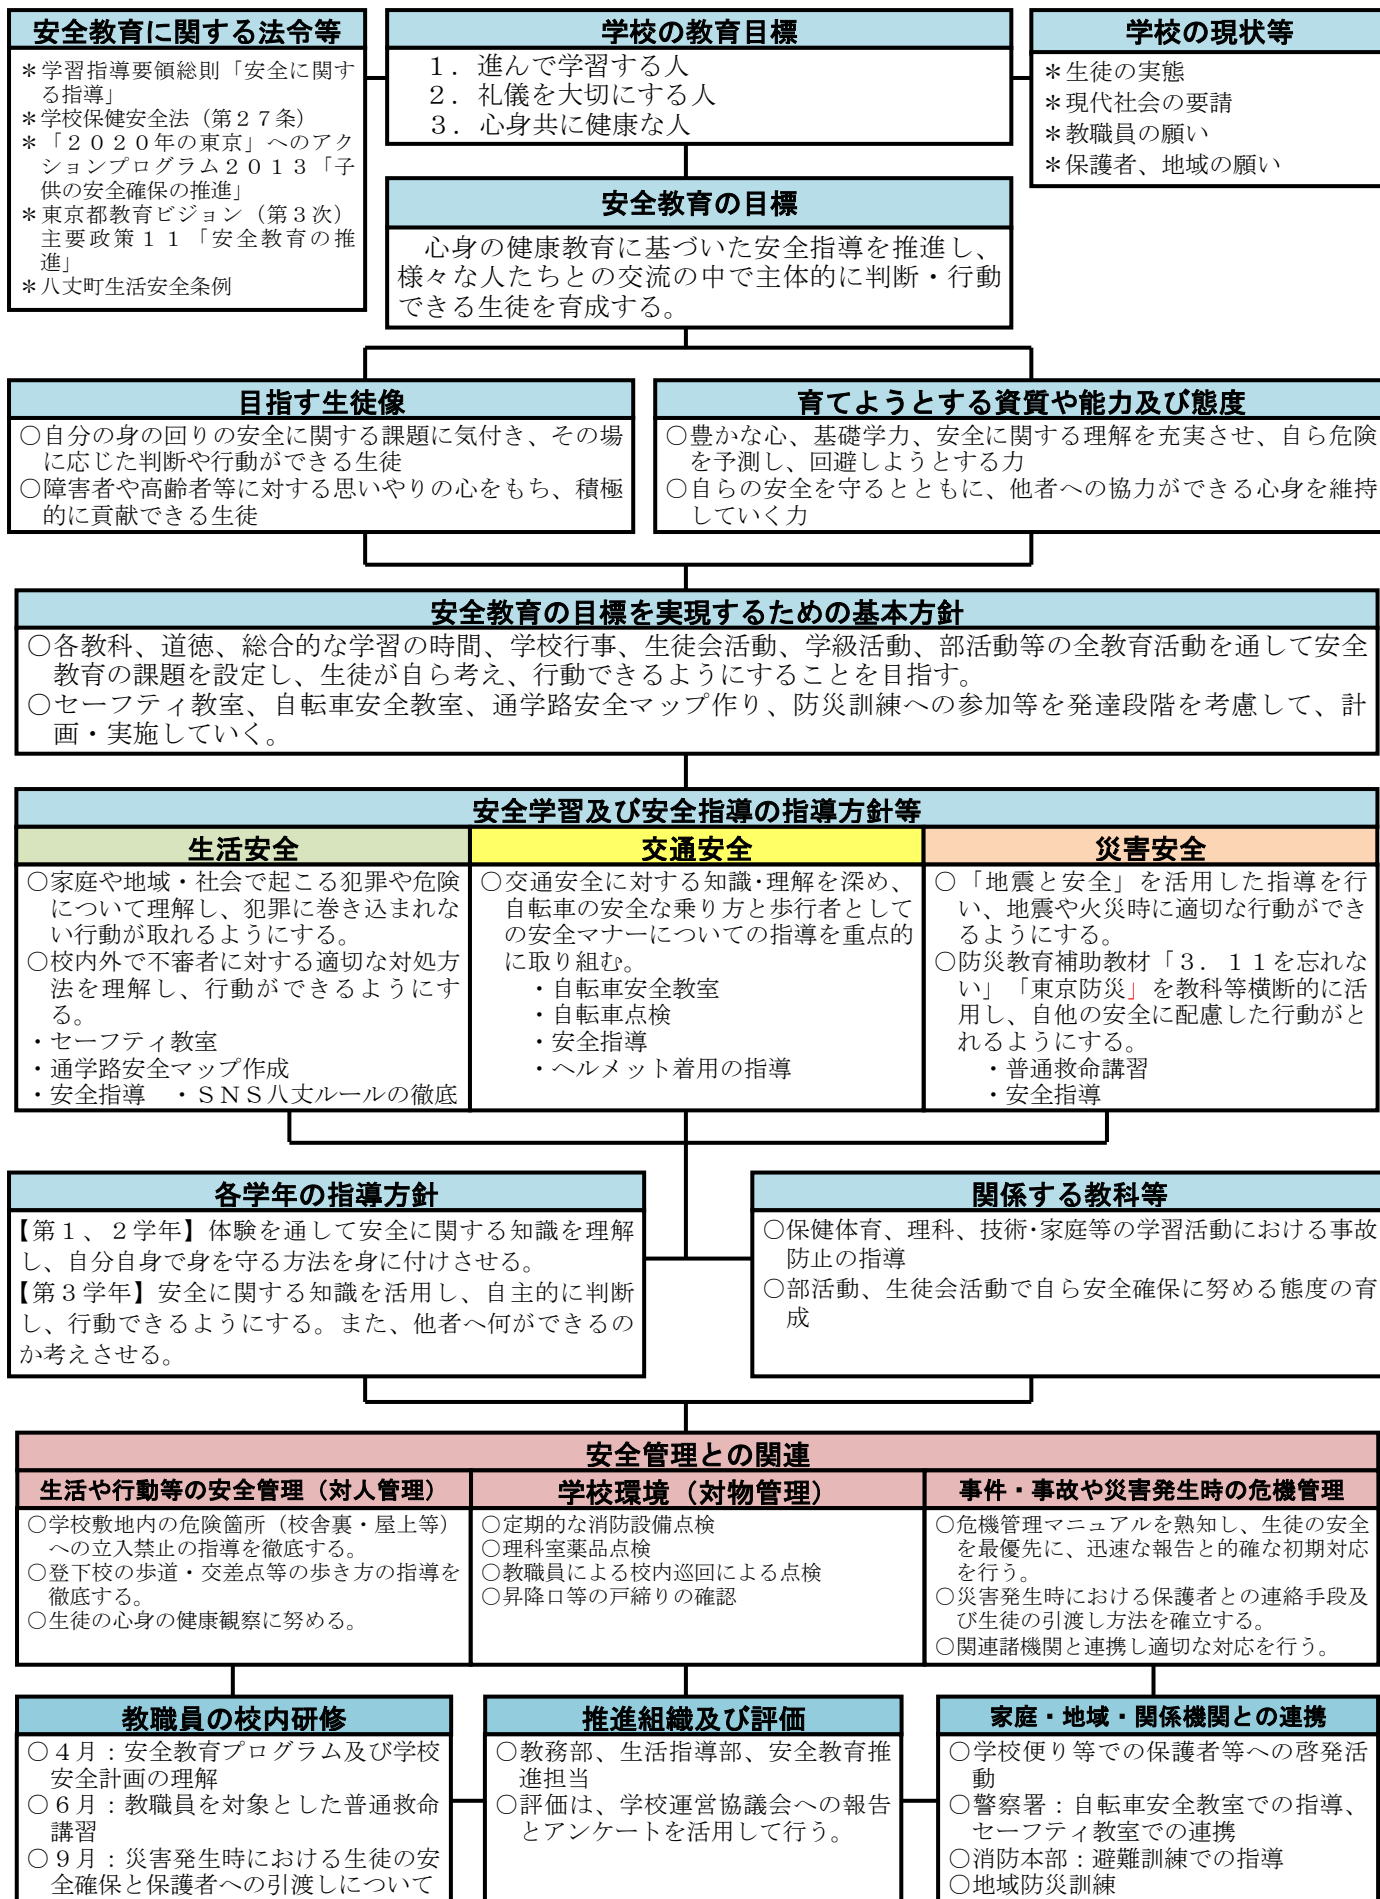 安全教育に関する法令等
＊学習指導要領総則「安全に関す
る指導」
＊学校保健安全法（第２７条）
＊「２０２０年の東京」へのアク
ションプログラム２０１３「子
供の安全確保の推進」
＊東京都教育ビジョン（第３次）
主要政策１１「安全教育の推
進」
＊八丈町生活安全条例
学校の教育目標
１．進んで学習する人
２．礼儀を大切にする人
３．心身共に健康な人
学校の現状等
＊生徒の実態
＊現代社会の要請
＊教職員の願い
＊保護者、地域の願い
安全教育の目標
心身の健康教育に基づいた安全指導を推進し、
様々な人たちとの交流の中で主体的に判断・行動
できる生徒を育成する。
目指す生徒像
○自分の身の回りの安全に関する課題に気付き、その場
に応じた判断や行動ができる生徒
○障害者や高齢者等に対する思いやりの心をもち、積極
的に貢献できる生徒
育てようとする資質や能力及び態度
○豊かな心、基礎学力、安全に関する理解を充実させ、自ら危険
を予測し、回避しようとする力
○自らの安全を守るとともに、他者への協力ができる心身を維持
していく力
安全教育の目標を実現するための基本方針
○各教科、道徳、総合的な学習の時間、学校行事、生徒会活動、学級活動、部活動等の全教育活動を通して安全
教育の課題を設定し、生徒が自ら考え、行動できるようにすることを目指す。
○セーフティ教室、自転車安全教室、通学路安全マップ作り、防災訓練への参加等を発達段階を考慮して、計
画・実施していく。
安全学習及び安全指導の指導方針等
生活安全
○家庭や地域・社会で起こる犯罪や危険
について理解し、犯罪に巻き込まれな
い行動が取れるようにする。
○校内外で不審者に対する適切な対処方
法を理解し、行動ができるようにす
る。
・セーフティ教室
・通学路安全マップ作成
・安全指導　・ＳＮＳ八丈ルールの徹底
交通安全
○交通安全に対する知識・理解を深め、
自転車の安全な乗り方と歩行者として
の安全マナーについての指導を重点的
に取り組む。
・自転車安全教室
・自転車点検
・安全指導
・ヘルメット着用の指導
災害安全
○「地震と安全」を活用した指導を行
い、地震や火災時に適切な行動ができ
るようにする。
○防災教育補助教材「３．１１を忘れな
い」「東京防災」を教科等横断的に活
用し、自他の安全に配慮した行動がと
れるようにする。
・普通救命講習
・安全指導
各学年の指導方針
【第１、２学年】体験を通して安全に関する知識を理解
し、自分自身で身を守る方法を身に付けさせる。
【第３学年】安全に関する知識を活用し、自主的に判断
し、行動できるようにする。また、他者へ何ができるの
か考えさせる。
関係する教科等
○保健体育、理科、技術・家庭等の学習活動における事故
防止の指導
○部活動、生徒会活動で自ら安全確保に努める態度の育
成
安全管理との関連
生活や行動等の安全管理（対人管理）
○学校敷地内の危険箇所（校舎裏・屋上等）
への立入禁止の指導を徹底する。
○登下校の歩道・交差点等の歩き方の指導を
徹底する。
○生徒の心身の健康観察に努める。
学校環境（対物管理）
○定期的な消防設備点検
○理科室薬品点検
○教職員による校内巡回による点検
○昇降口等の戸締りの確認
事件・事故や災害発生時の危機管理
○危機管理マニュアルを熟知し、生徒の安全
を最優先に、迅速な報告と的確な初期対応
を行う。
○災害発生時における保護者との連絡手段及
び生徒の引渡し方法を確立する。
○関連諸機関と連携し適切な対応を行う。
教職員の校内研修
○４月：安全教育プログラム及び学校
安全計画の理解
○６月：教職員を対象とした普通救命
講習
○９月：災害発生時における生徒の安
全確保と保護者への引渡しについて
推進組織及び評価
○教務部、生活指導部、安全教育推
進担当
○評価は、学校運営協議会への報告
とアンケートを活用して行う。
家庭・地域・関係機関との連携
○学校便り等での保護者等への啓発活
動
○警察署：自転車安全教室での指導、
セーフティ教室での連携
○消防本部：避難訓練での指導
○地域防災訓練